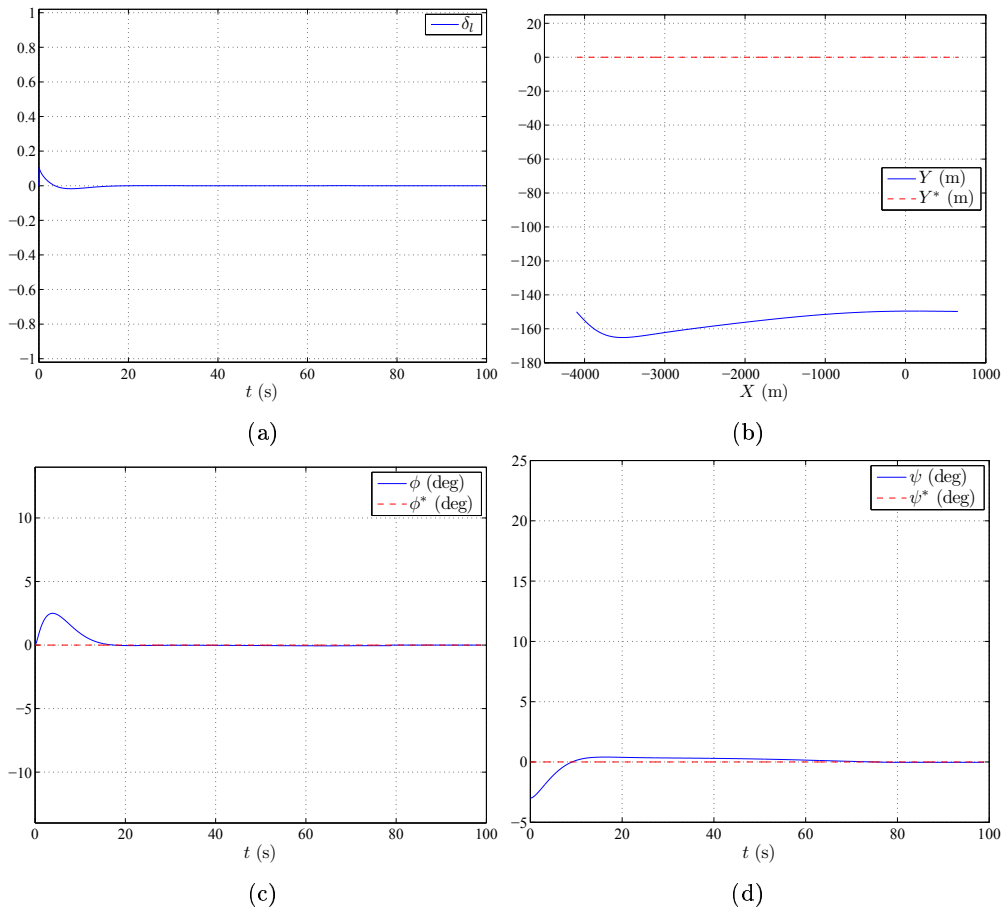 1
0.8
0.6
0.4
0.2
0
−0.2
−0.4
−0.6
−0.8
−1
0 20 40 60 80 100
t (s)
δl
(a)
20
0
−20
−40
−60
−80
−100
−120
−140
−160
−180
−4000 −3000 −2000 −1000 0 1000
X (m)
Y (m)
Y* (m)
(b)
10
5
0
−5
−10
0 20 40 60 80 100
t (s)
ϕ (deg)
ϕ* (deg)
(c)
25
20
15
10
5
0
−5
0 20 40 60 80 100
t (s)
ψ (deg)
ψ* (deg)
(d)